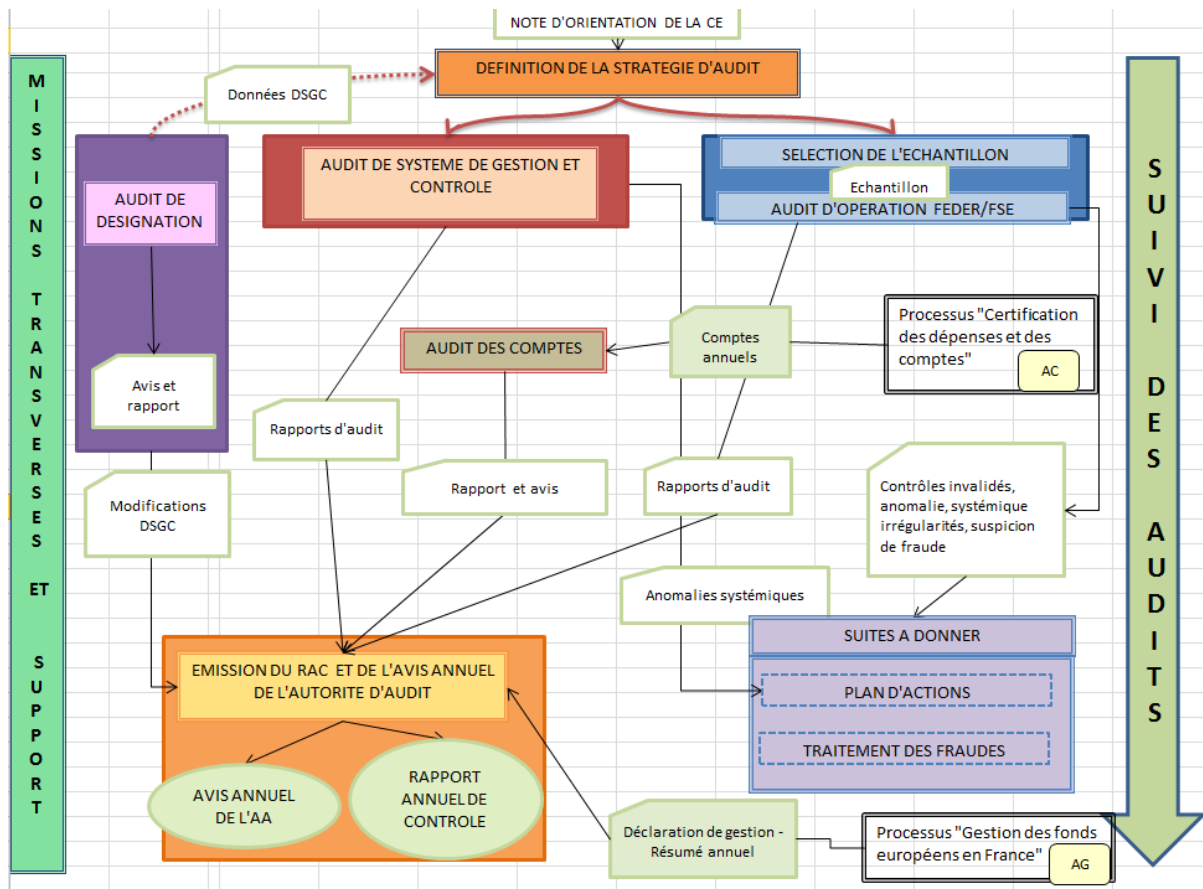 NOTE D'ORIENTATION DE LA CE
DEFINITION DE LA STRATEGIE D'AUDIT
Données DSGC
MISSIONS TRANSVERSES ET SUPPORT
AUDIT DE
DESIGNATION
AUDIT DE SYSTEME DE GESTION ET
CONTROLE
SELECTION DE L'ECHANTILLON
Echantillon
AUDIT D'OPERATION FEDER/FSE
SUIVI DES AUDITS
Avis et
rapport
AUDIT DES COMPTES
Comptes
annuels
Processus "Certification
des dépenses et des
comptes"
AC
Rapports d'audit
Modifications
DSGC
Rapport et avis
Rapports d'audit
Contrôles invalidés,
anomalie, systémique
irrégularités, suspicion
de fraude
Anomalies systémiques
EMISSION DU RAC ET DE L'AVIS ANNUEL
DE L'AUTORITE D'AUDIT
AVIS ANNUEL
DE L'AA
RAPPORT
ANNUEL DE
CONTROLE
SUITES A DONNER
PLAN D'ACTIONS
TRAITEMENT DES FRAUDES
Déclaration de gestion -
Résumé annuel
Processus "Gestion des fonds
européens en France"
AG